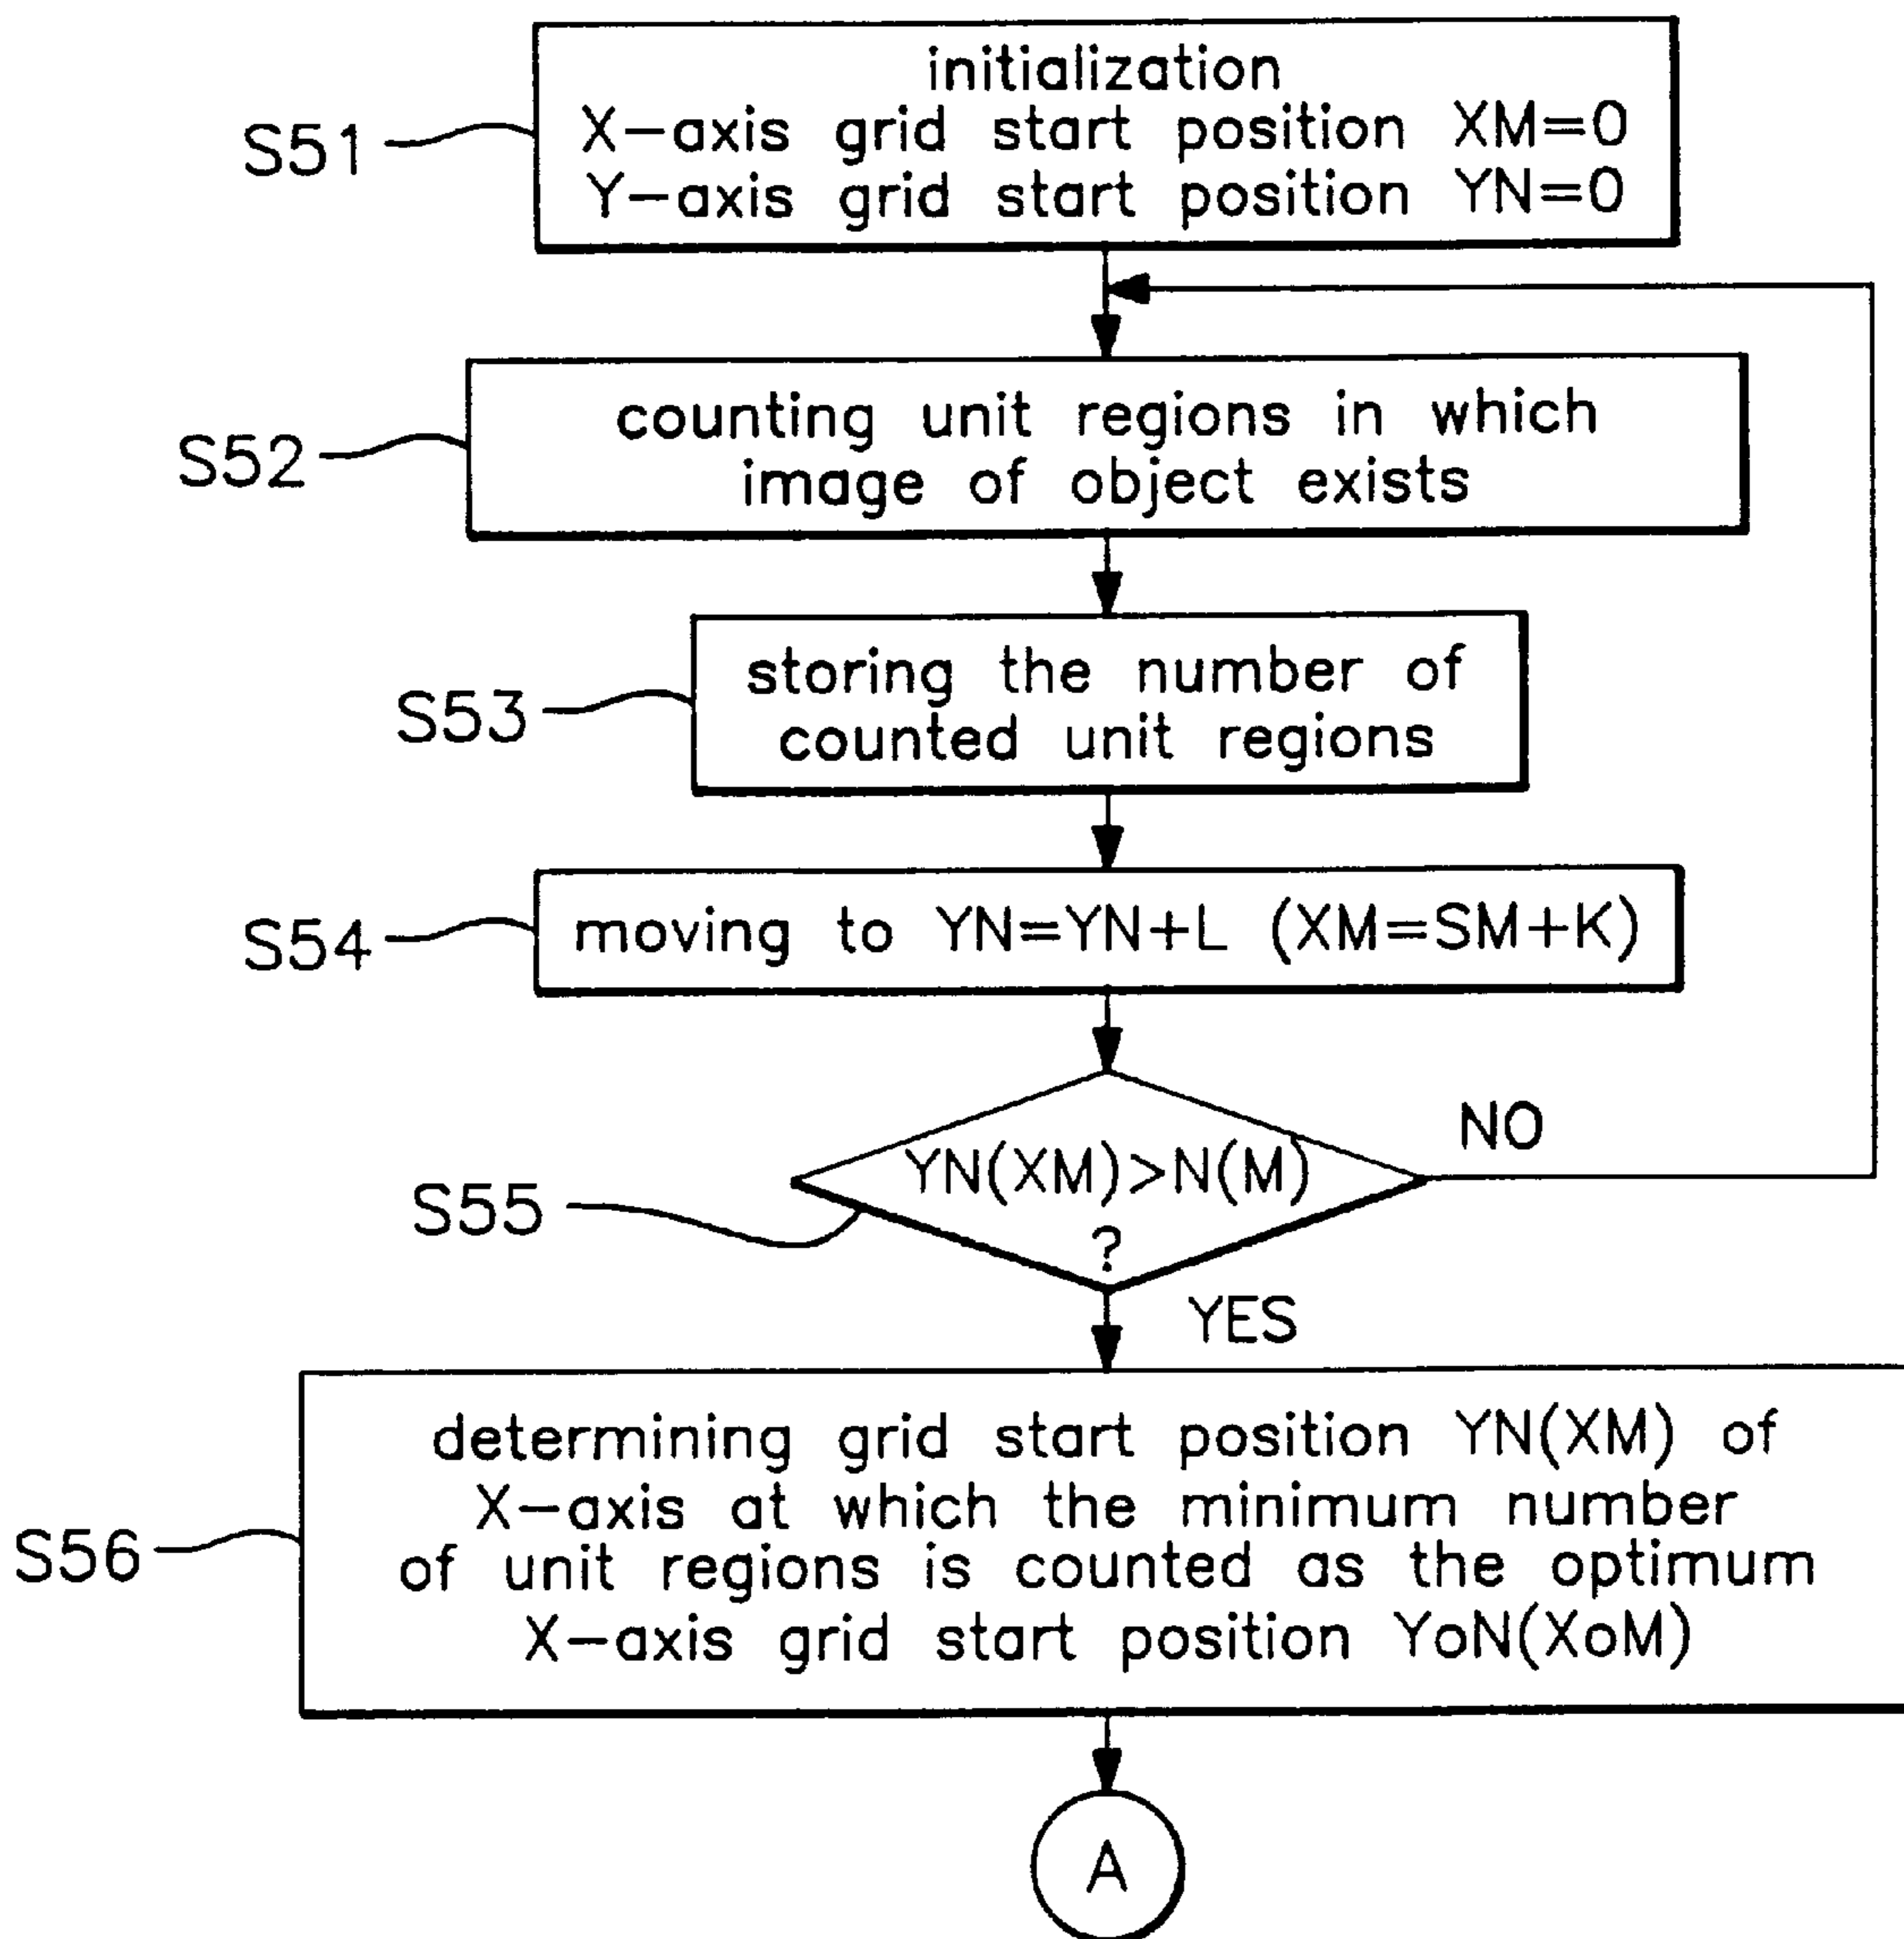 initialization
S51
X-axis grid start position XM=0
Y-axis grid start position YN=0
S52
counting unit regions in which
image of object exists
S53
storing the number of
counted unit regions
S54
moving to YN=YN+L (XM=SM+K)
S55
YN(XM)>N(M)
?
NO
YES
S56
determining grid start position YN(XM) of
X-axis at which the minimum number
of unit regions is counted as the optimum
X-axis grid start position YoN(XoM)
A